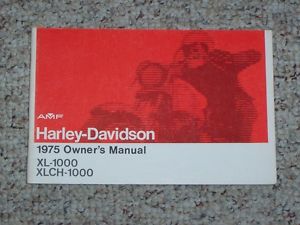 AMF
Harley-Davidson
1975 Owner's Manual
XL-1000
XLCH-1000